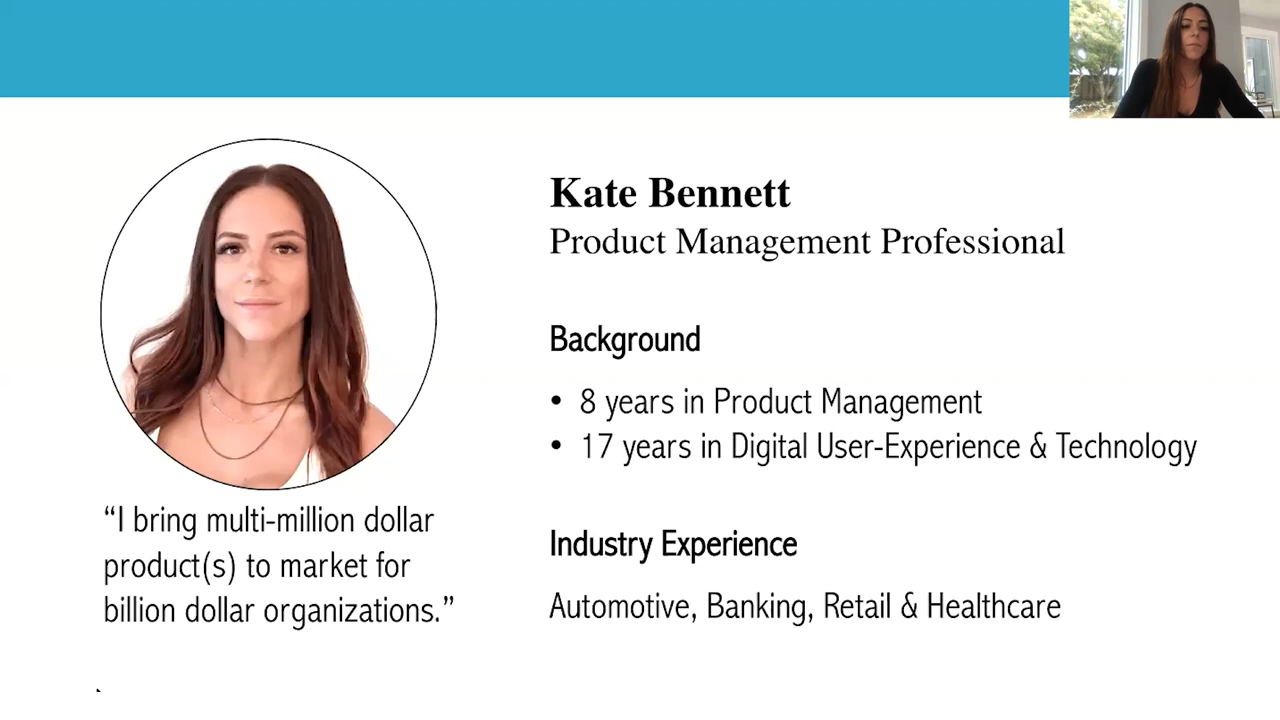 Kate Bennett
Product Management Professional
Background
• 8 years in Product Management
• 17 years in Digital User-Experience & Technology
Industry Experience
Automotive, Banking, Retail & Healthcare
“I bring multi-million dollar
product(s) to market for
billion dollar organizations.”